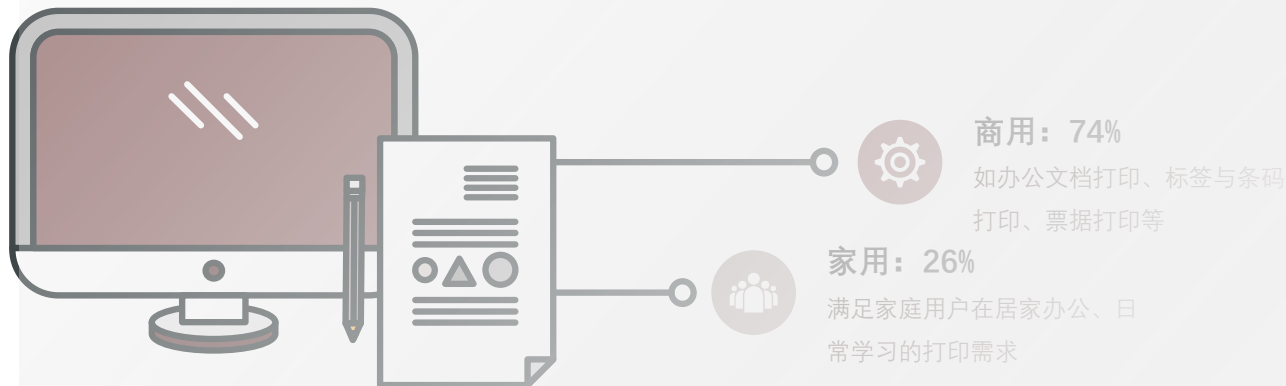 商用：74%
如办公文档打印、标签与条码
打印、票据打印等
家用：26%
满足家庭用户在居家办公、日
常学习的打印需求